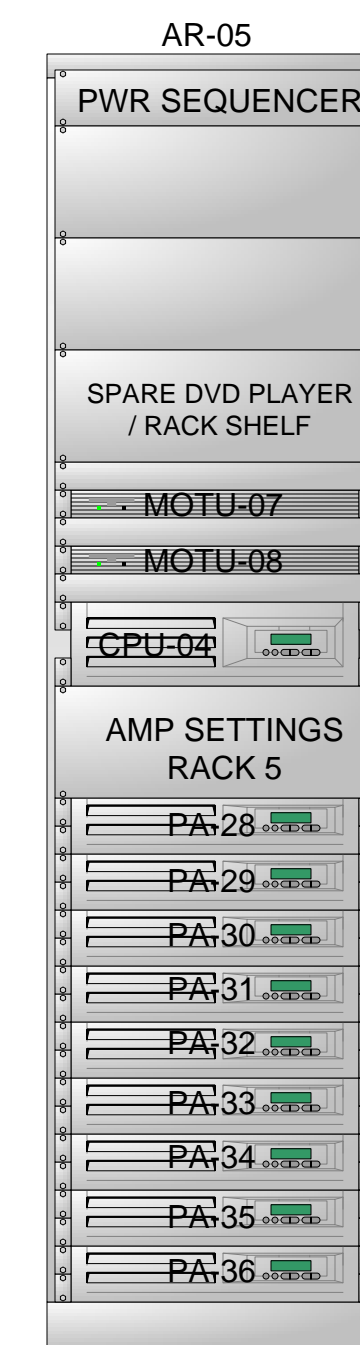 AR-05
PWR SEQUENCER
SPARE DVD PLAYER
/ RACK SHELF
MOTU-07
MOTU-08
CPU-04
AMP SETTINGS
RACK 5
PA-28
PA-29
PA-30
PA-31
PA-32
PA-33
PA-34
PA-35
PA-36